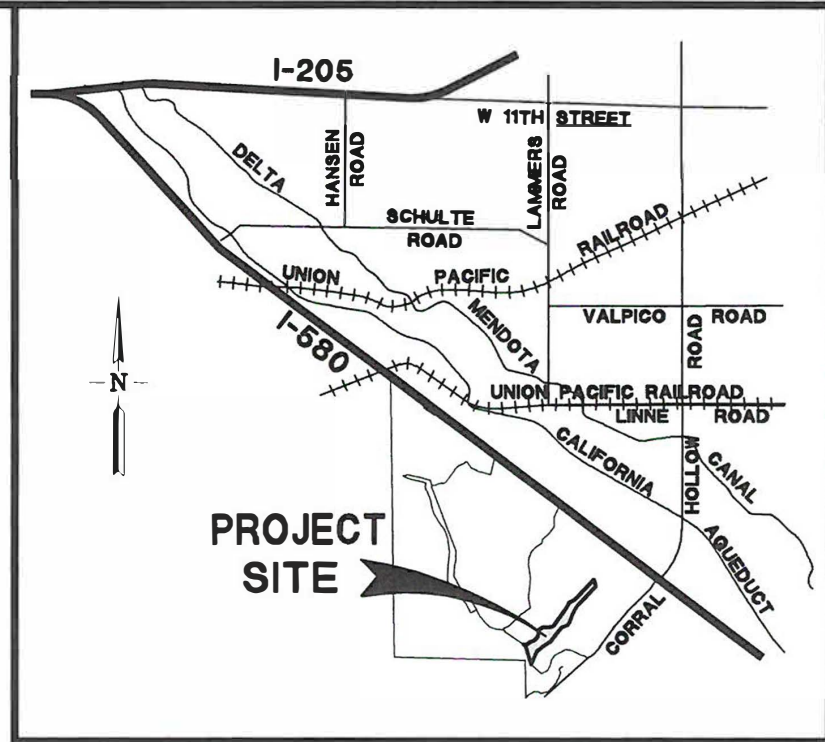 I-205
W 11TH STREET
HANSEN
ROAD
LAMMERS
ROAD
DELTA
SCHULTE
ROAD
RAILROAD
UNION PACIFIC
MENDOTA
VALPICO ROAD
ROAD
I-580
N
UNION PACIFIC RAILROAD
LINNE ROAD
CALIFORNIA
HOLLOW
CANAL
AQUEDUCT
PROJECT
SITE
CORRAL